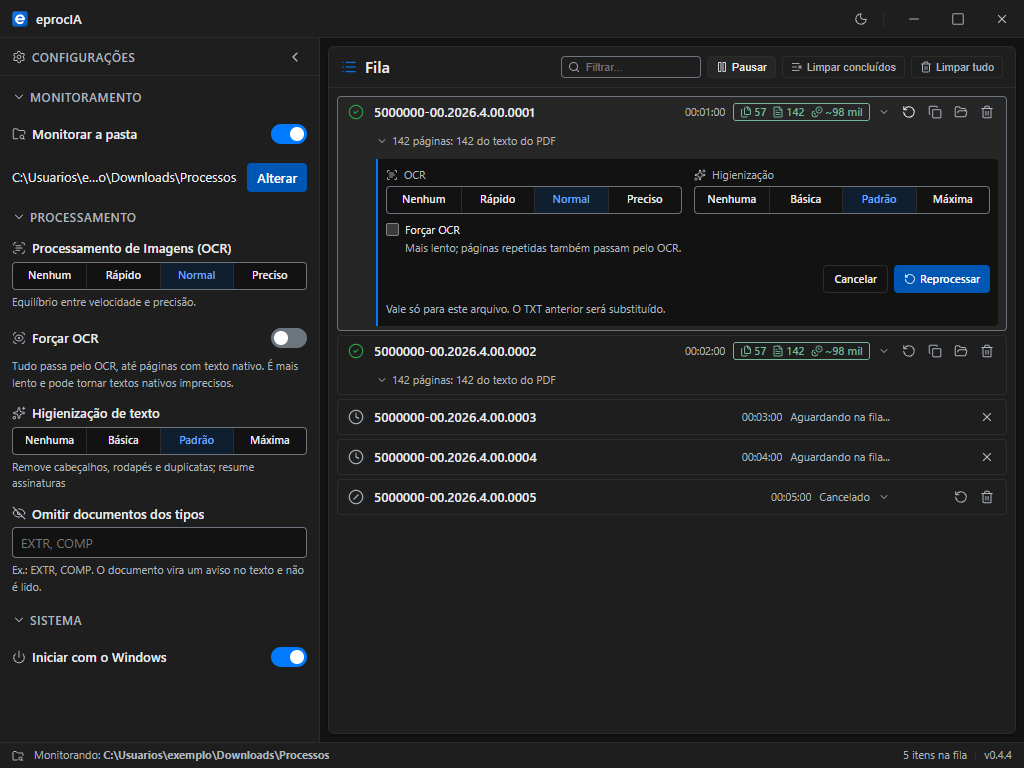 eprocIA
CONFIGURAÇÕES
MONITORAMENTO
Monitorar a pasta
C:\Usuarios\e...o\Downloads\Processos
Alterar
PROCESSAMENTO
Processamento de Imagens (OCR)
Nenhum Rápido Normal Preciso
Equilíbrio entre velocidade e precisão.
Forçar OCR
Tudo passa pelo OCR, até páginas com texto nativo. É mais
lento e pode tornar textos nativos imprecisos.
Higienização de texto
Nenhuma Básica Padrão Máxima
Remove cabeçalhos, rodapés e duplicatas; resume
assinaturas
Omitir documentos dos tipos
EXTR, COMP
Ex.: EXTR, COMP. O documento vira um aviso no texto e não
é lido.
SISTEMA
Iniciar com o Windows
Fila
Filtrar...
Pausar
Limpar concluídos
Limpar tudo
5000000-00.2026.4.00.0001 00:01:00 57 142 ~98 mil
142 páginas: 142 do texto do PDF
OCR
Nenhum Rápido Normal Preciso
Higienização
Nenhuma Básica Padrão Máxima
Forçar OCR
Mais lento; páginas repetidas também passam pelo OCR.
Cancelar Reprocessar
Vale só para este arquivo. O TXT anterior será substituído.
5000000-00.2026.4.00.0002 00:02:00 57 142 ~98 mil
142 páginas: 142 do texto do PDF
5000000-00.2026.4.00.0003 00:03:00 Aguardando na fila...
5000000-00.2026.4.00.0004 00:04:00 Aguardando na fila...
5000000-00.2026.4.00.0005 00:05:00 Cancelado
Monitorando: C:\Usuarios\exemplo\Downloads\Processos
5 itens na fila v0.4.4